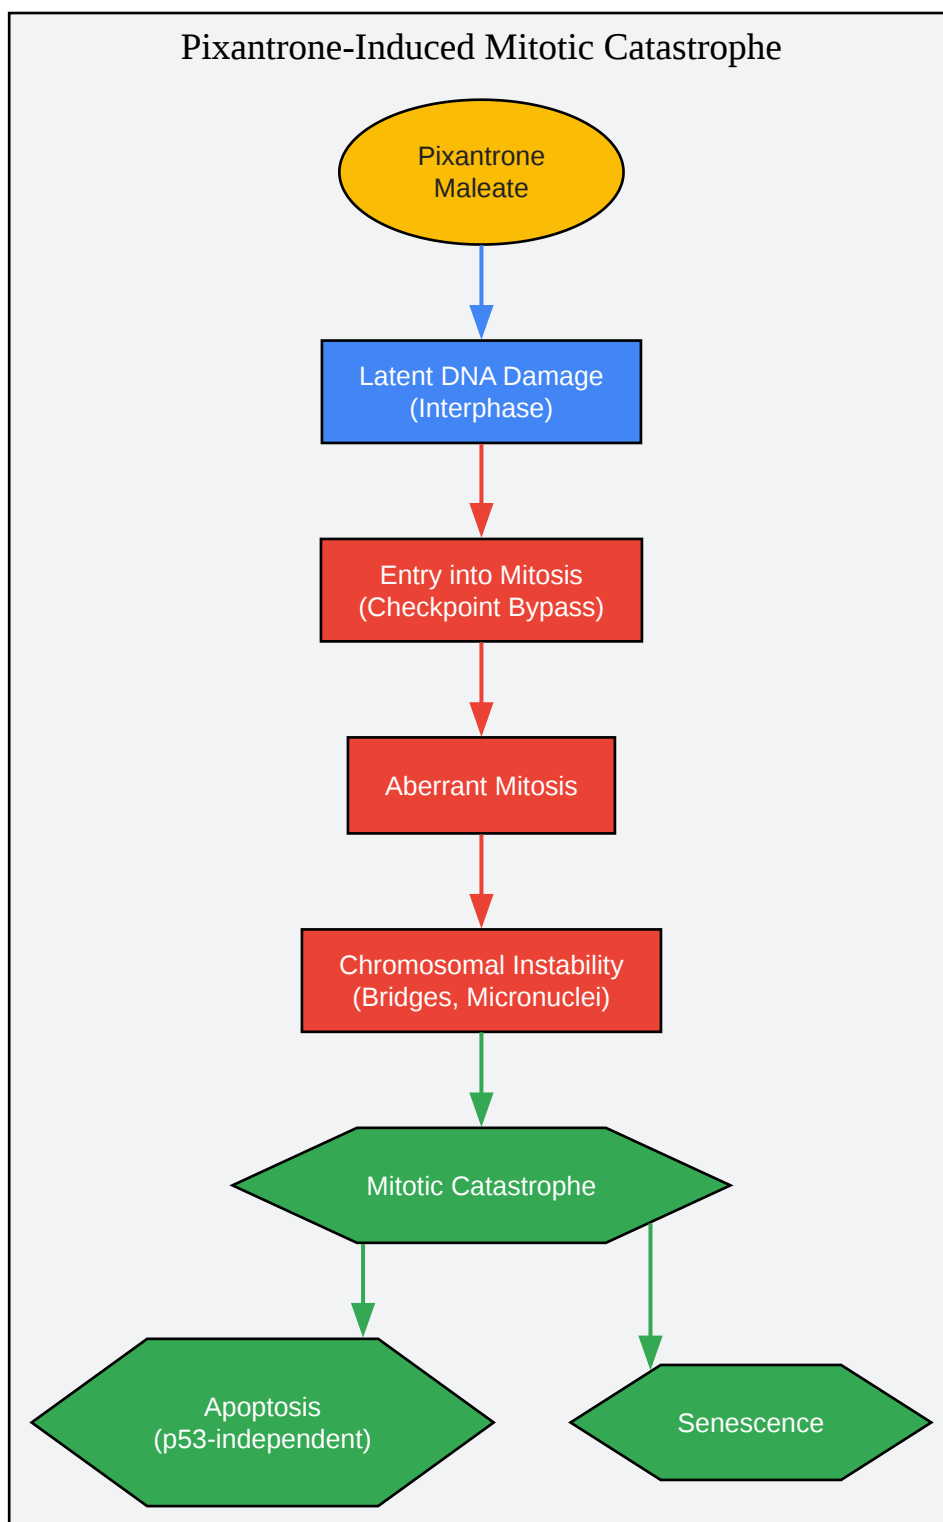 Pixantrone-Induced Mitotic Catastrophe
Pixantrone
Maleate
Latent DNA Damage
(Interphase)
Entry into Mitosis
(Checkpoint Bypass)
Aberrant Mitosis
Chromosomal Instability
(Bridges, Micronuclei)
Mitotic Catastrophe
Apoptosis
(p53-independent)
Senescence